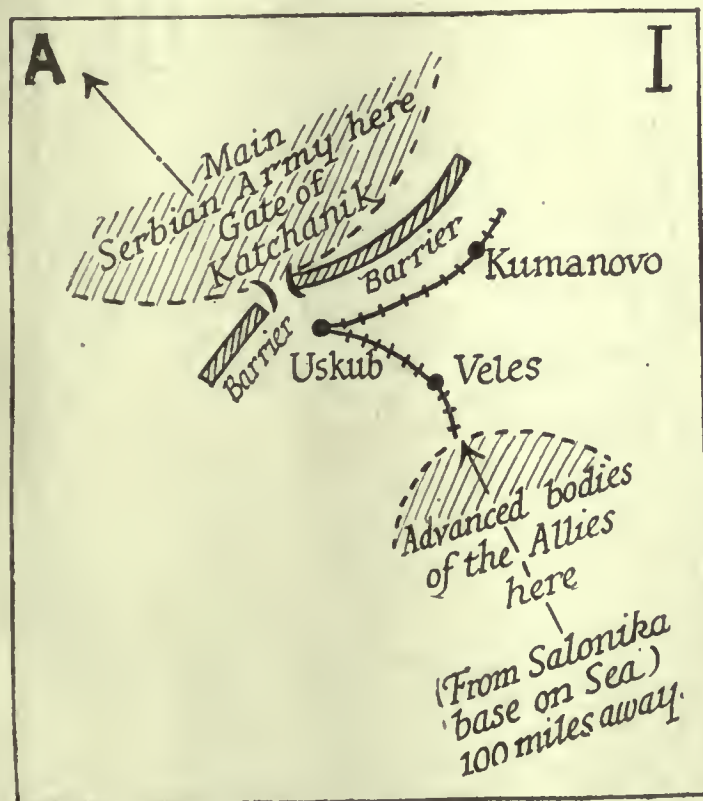 A
I
Main
Serbian Army here
Gate of
Katchanik
Barrier
Kumanovo
Barrier
Uskub
Veles
Advanced bodies
of the Allies
here
(From Salonika
base on Sea)
100 miles away.